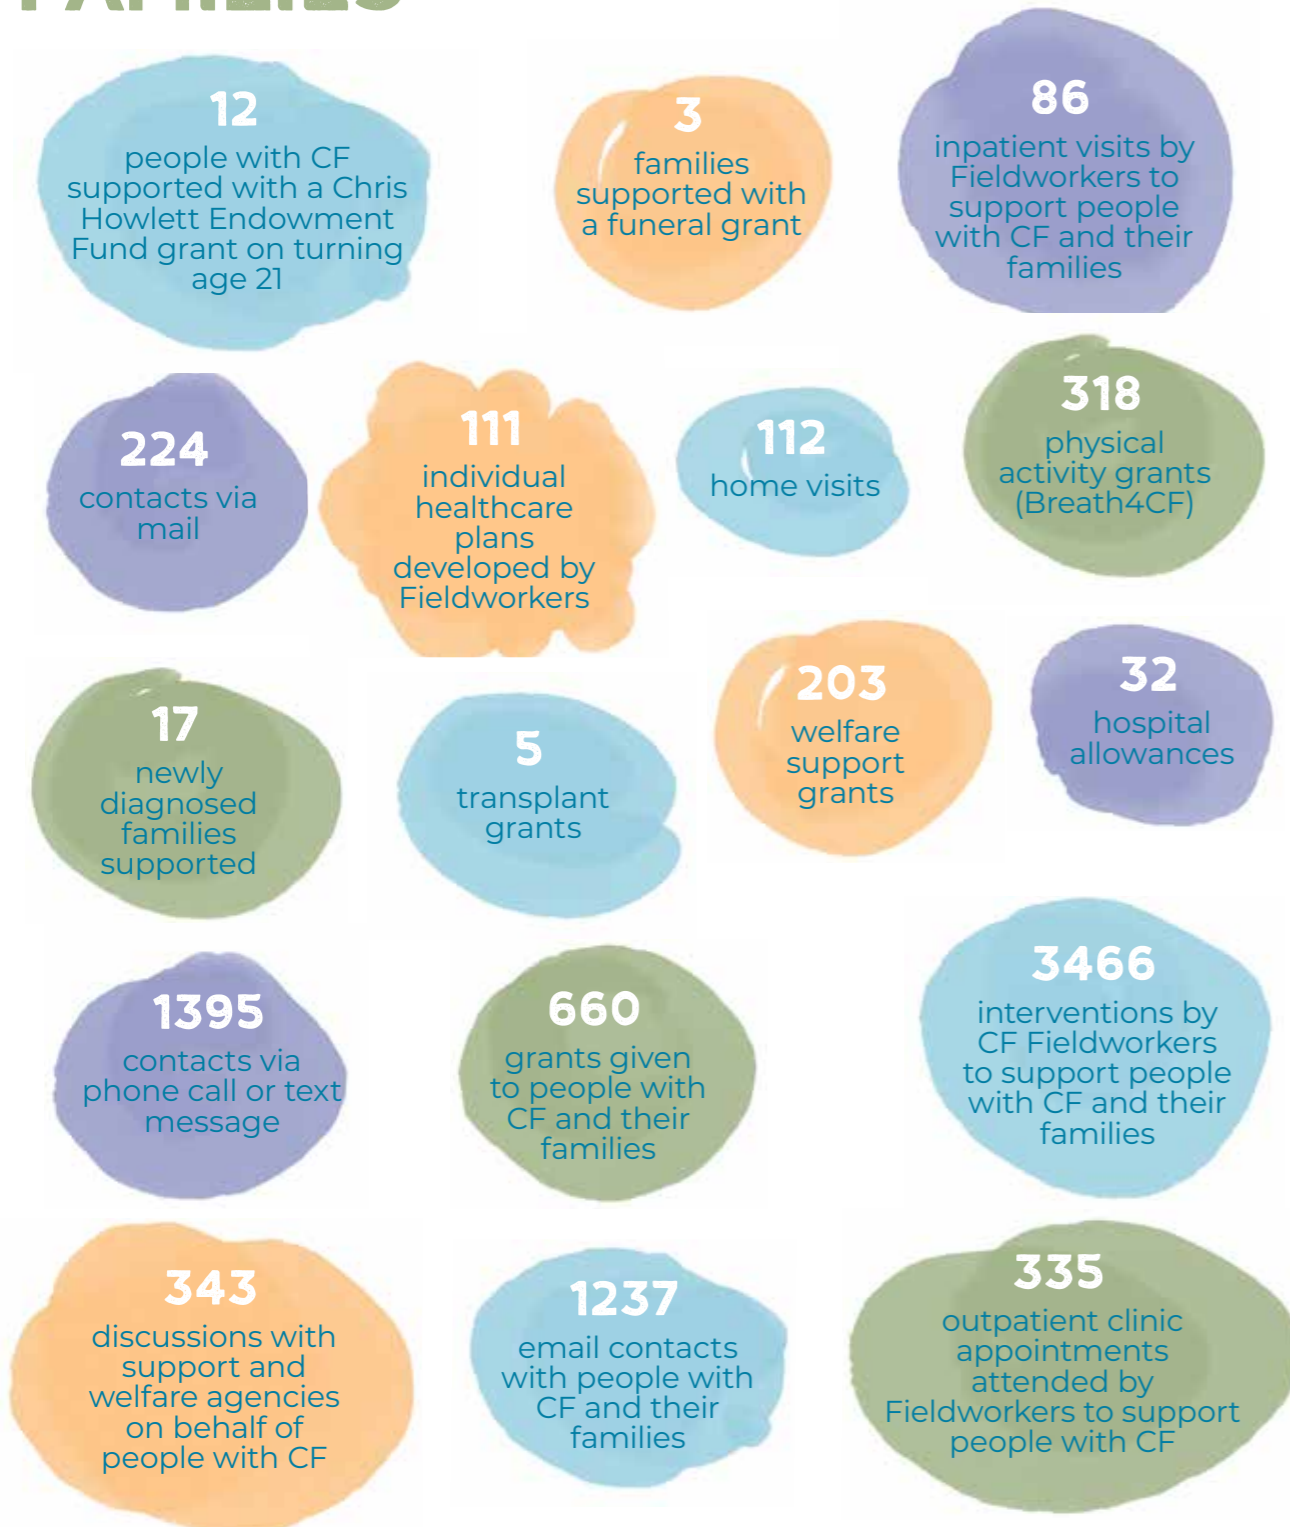 FAMILIES
12
people with CF
supported with a Chris
Howlett Endowment
Fund grant on turning
age 21
3
families
supported with
a funeral grant
86
inpatient visits by
Fieldworkers to
support people
with CF and their
families
224
contacts via
mail
111
individual
healthcare
plans
developed by
Fieldworkers
112
home visits
318
physical
activity grants
(Breath4CF)
17
newly
diagnosed
families
supported
5
transplant
grants
203
welfare
support
grants
32
hospital
allowances
1395
contacts via
phone call or text
message
660
grants given
to people with
CF and their
families
3466
interventions by
CF Fieldworkers
to support people
with CF and their
families
343
discussions with
support and
welfare agencies
on behalf of
people with CF
1237
email contacts
with people with
CF and their
families
335
outpatient clinic
appointments
attended by
Fieldworkers to support
people with CF